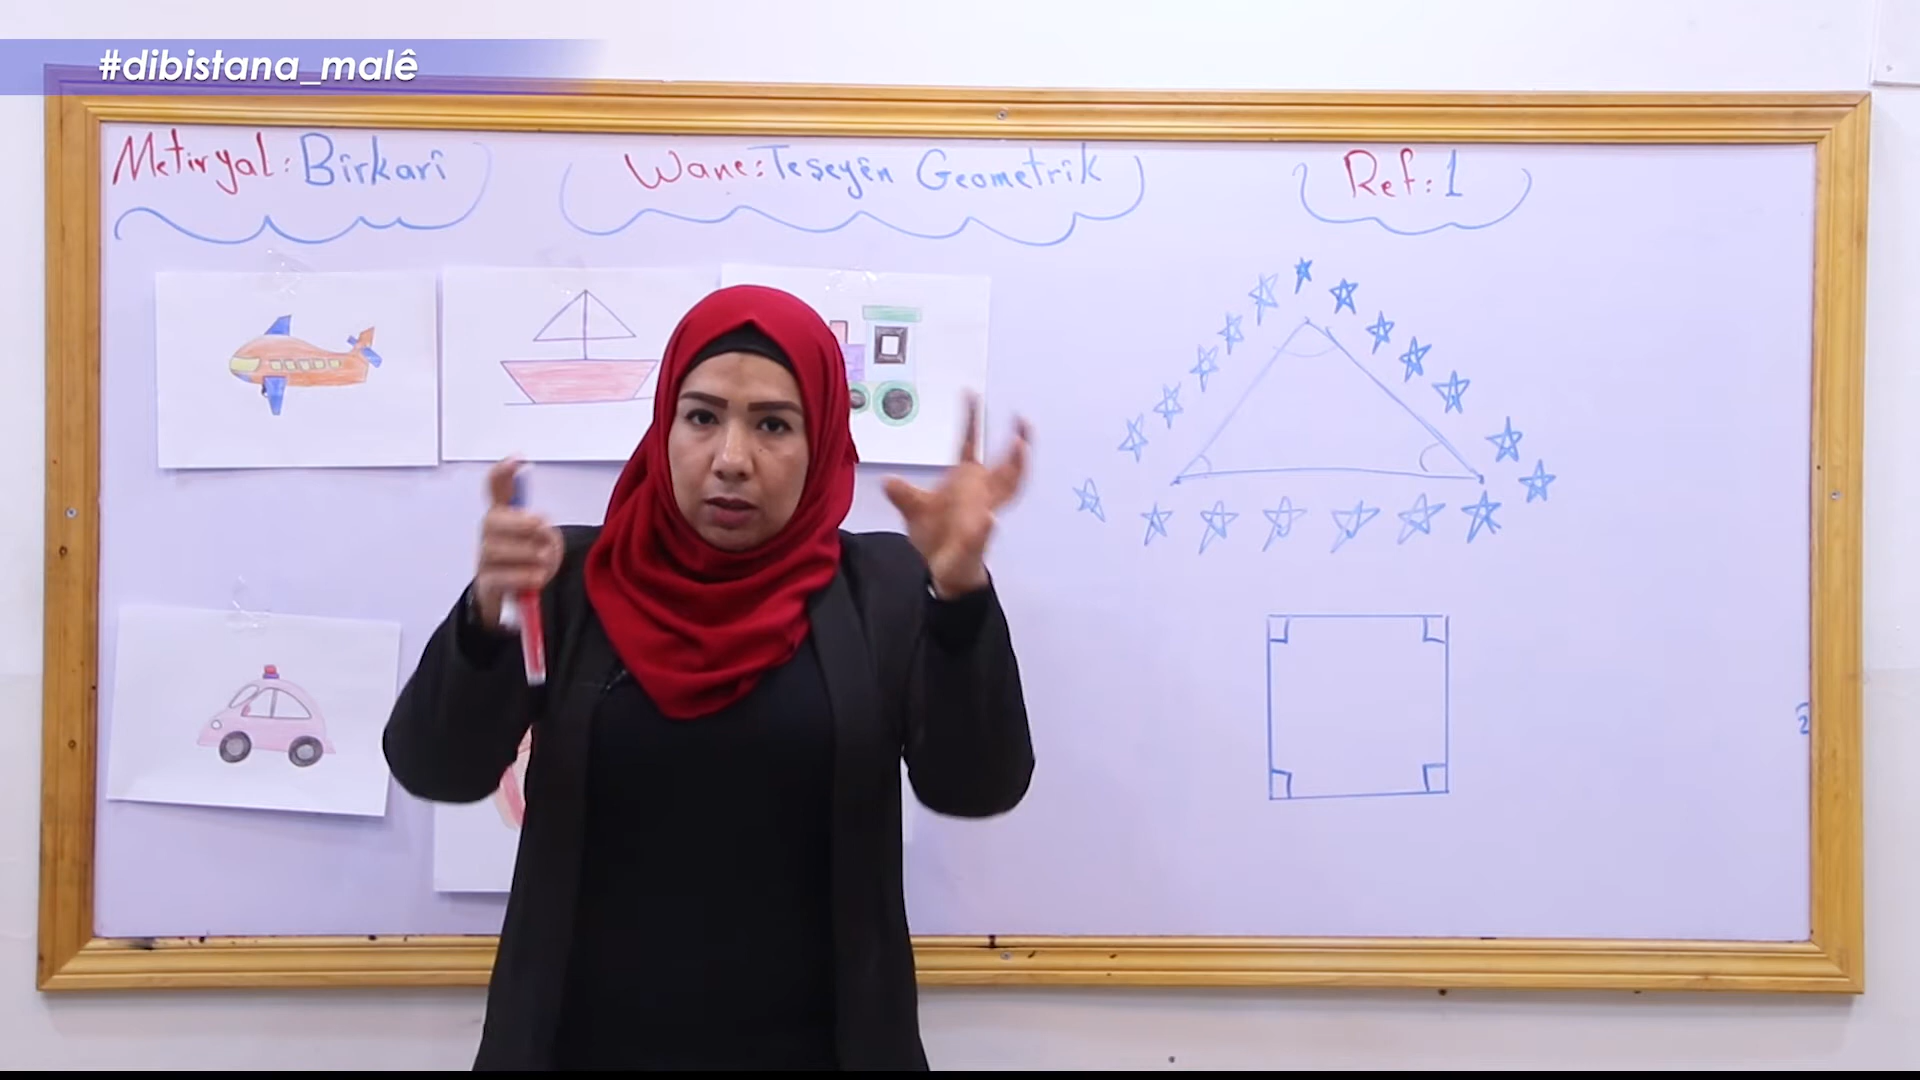 #dibistana_malê
Metiryal: Bîrkarî
Wane: Teşeyên Geometrîk
Ref: 1